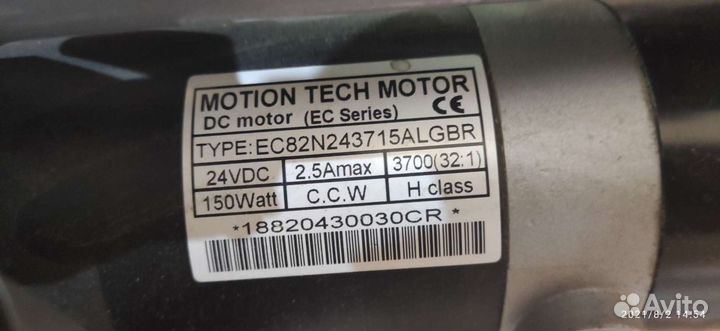 MOTION TECH MOTOR
DC motor (EC Series) CE
TYPE:EC82N243715ALGBR
24VDC 2.5Amax 3700(32:1)
150Watt C.C.W H class
*18820430030CR*
2021/8/2 14:54
Avito